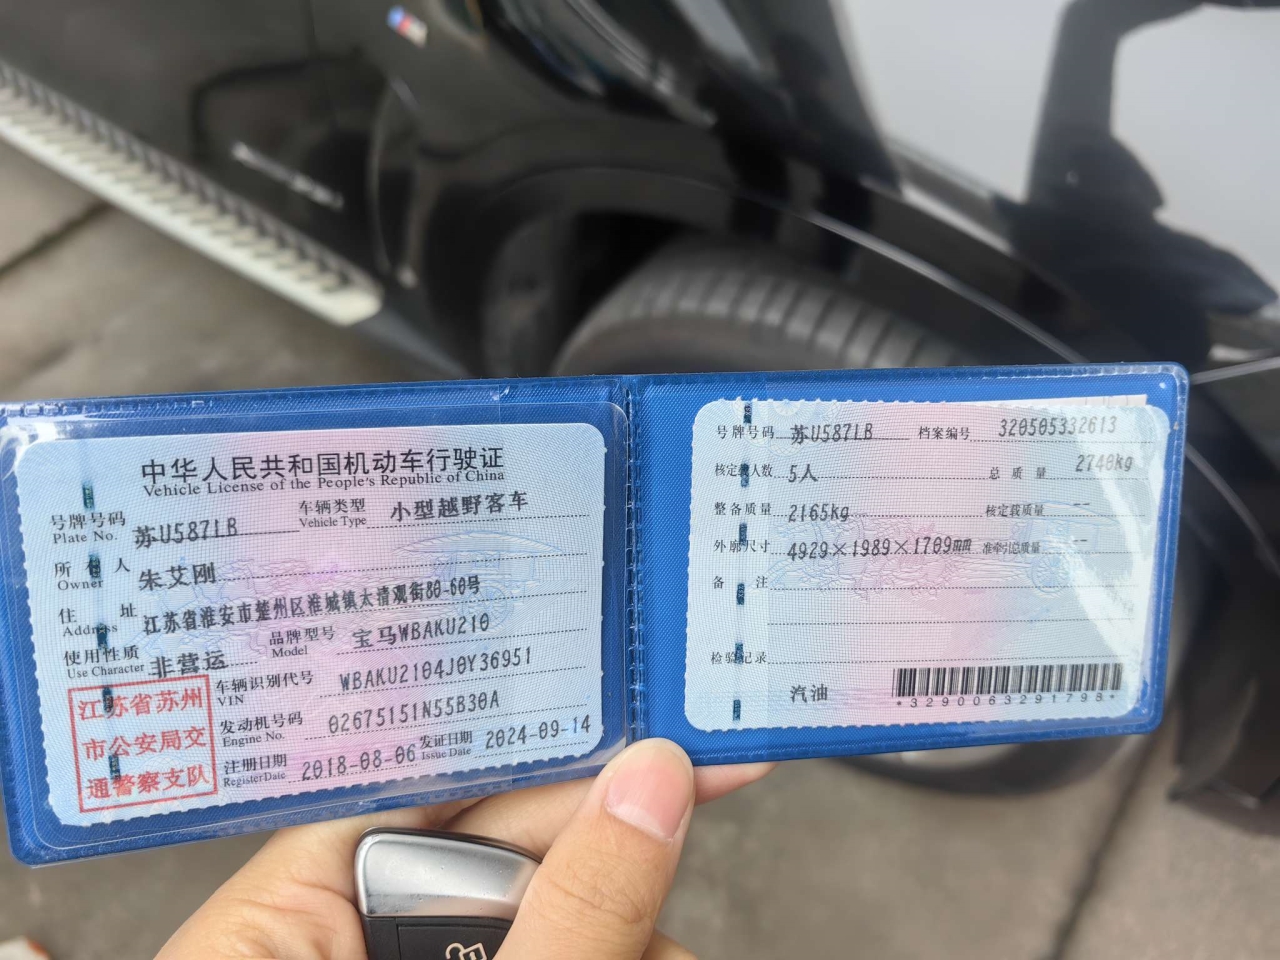 中华人民共和国机动车行驶证
Vehicle License of the People's Republic of China
号牌号码 苏U587LB 车辆类型 小型越野客车
Plate No. Vehicle Type
所有人 朱艾刚
Owner
住址 江苏省淮安市楚州区淮城镇太清观街80-60号
Address
使用性质 非营运 品牌型号 宝马WBAKU210
Use Character Model
江苏省苏州
市公安局交
通警察支队
车辆识别代号 WBAKU2104J0Y36951
VIN
发动机号码 02675151N55B30A
Engine No.
注册日期 2018-08-06 发证日期 2024-09-14
Register Date Issue Date
号牌号码 苏U587LB 档案编号 320505332613
核定载人数 5人 总质量 2740kg
整备质量 2165kg 核定载质量 --
外廓尺寸 4929×1989×1709mm 准牵引总质量 --
备注
检验记录
汽油
*3290063291793*